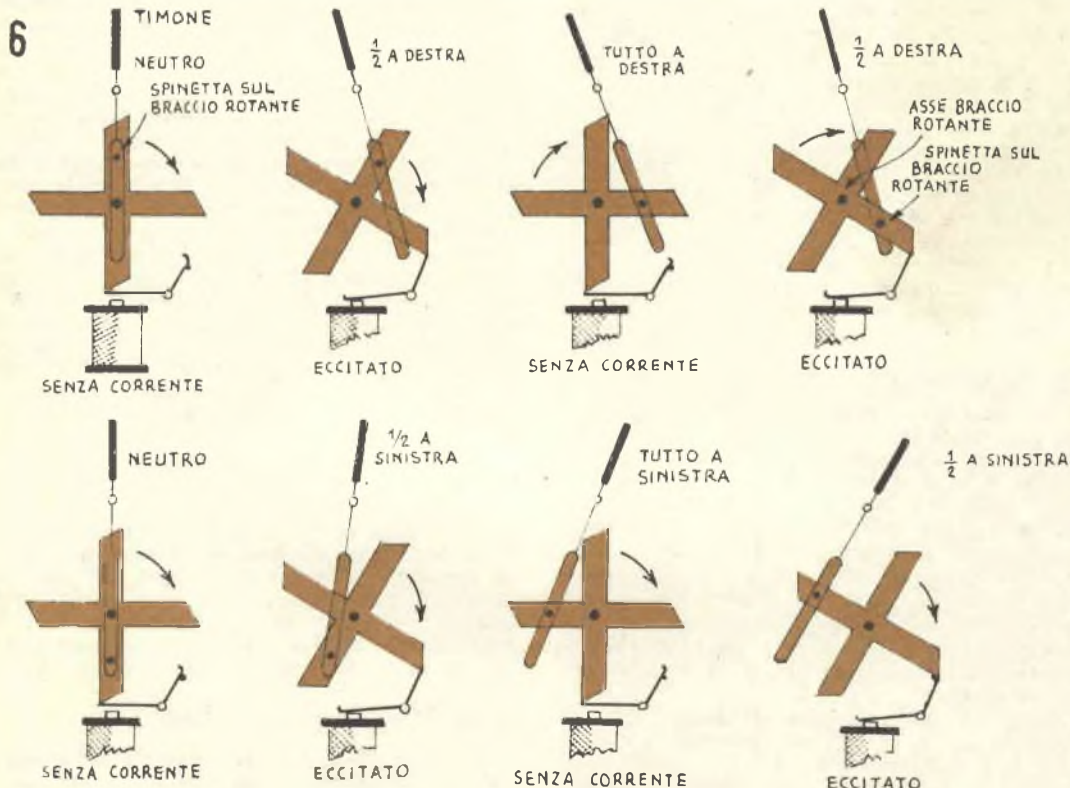 6
TIMONE
NEUTRO
SPINETTA SUL
BRACCIO ROTANTE
SENZA CORRENTE
1/2 A DESTRA
ECCITATO
TUTTO A
DESTRA
SENZA CORRENTE
1/2 A DESTRA
ASSE BRACCIO
ROTANTE
SPINETTA SUL
BRACCIO
ROTANTE
ECCITATO
NEUTRO
SENZA CORRENTE
1/2 A
SINISTRA
ECCITATO
TUTTO A
SINISTRA
SENZA CORRENTE
1/2 A SINISTRA
ECCITATO